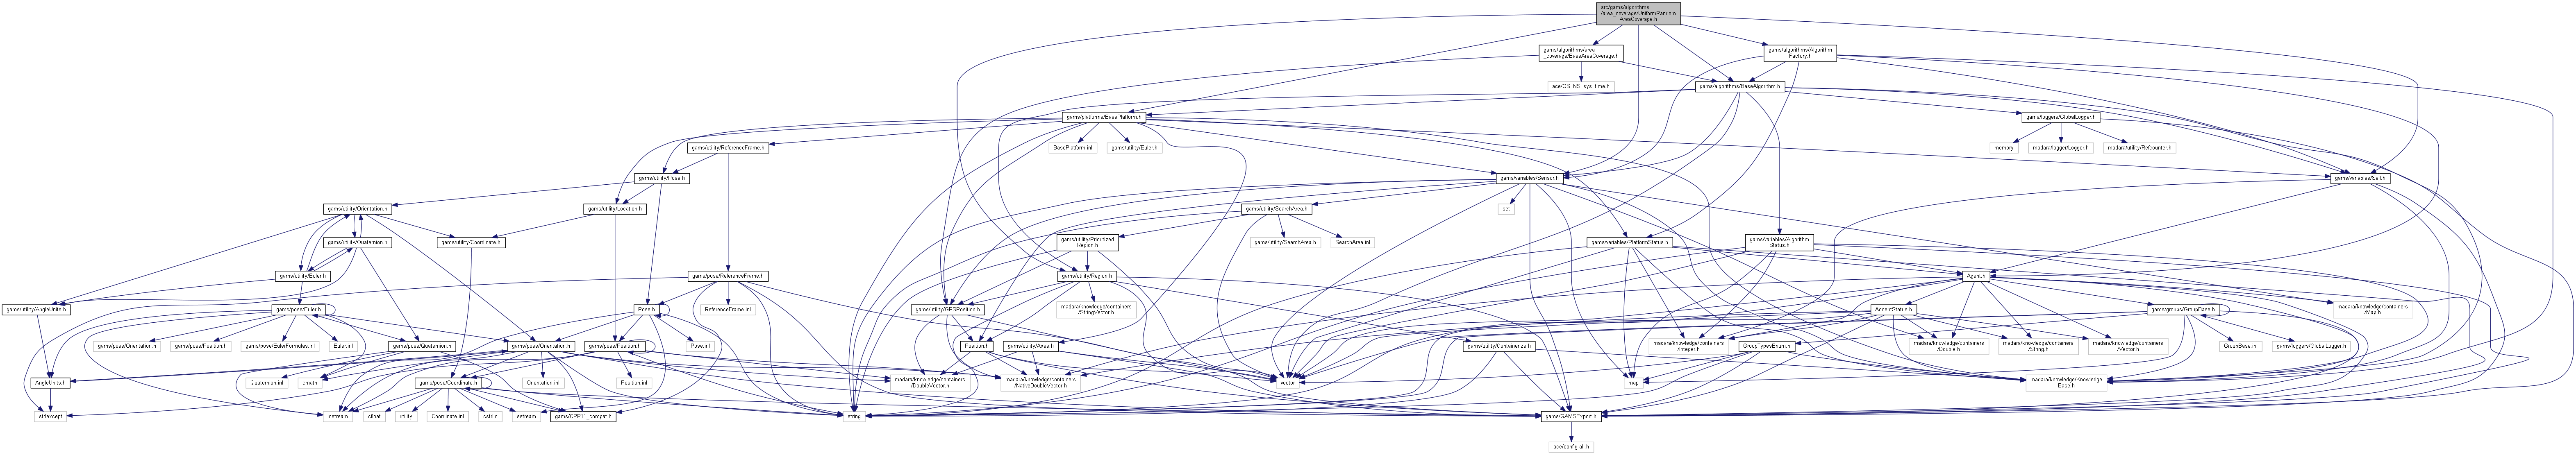 src/gams/algorithms
/area_coverage/UniformRandom
AreaCoverage.h
gams/algorithms/area
_coverage/BaseAreaCoverage.h
gams/algorithms/Algorithm
Factory.h
ace/OS_NS_sys_time.h
gams/algorithms/BaseAlgorithm.h
gams/platforms/BasePlatform.h
gams/loggers/GlobalLogger.h
gams/utility/ReferenceFrame.h
BasePlatform.inl
gams/utility/Euler.h
memory
madara/logger/Logger.h
madara/utility/Refcounter.h
gams/utility/Pose.h
gams/variables/Sensor.h
gams/variables/Self.h
gams/utility/Orientation.h
gams/utility/Location.h
gams/utility/SearchArea.h
set
gams/utility/Quaternion.h
gams/utility/Coordinate.h
gams/utility/Prioritized
Region.h
gams/utility/SearchArea.h
SearchArea.inl
gams/variables/PlatformStatus.h
gams/variables/Algorithm
Status.h
gams/utility/Euler.h
gams/pose/ReferenceFrame.h
gams/utility/Region.h
Agent.h
gams/utility/AngleUnits.h
gams/pose/Euler.h
Pose.h
ReferenceFrame.inl
gams/utility/GPSPosition.h
madara/knowledge/containers
/StringVector.h
AccentStatus.h
gams/groups/GroupBase.h
madara/knowledge/containers
/Map.h
gams/pose/Orientation.h
gams/pose/Position.h
gams/pose/EulerFormulas.inl
Euler.inl
gams/pose/Quaternion.h
gams/pose/Orientation.h
gams/pose/Position.h
Pose.inl
Position.h
gams/utility/Axes.h
gams/utility/Containerize.h
madara/knowledge/containers
/Integer.h
GroupTypesEnum.h
madara/knowledge/containers
/Double.h
madara/knowledge/containers
/String.h
madara/knowledge/containers
/Vector.h
GroupBase.inl
gams/loggers/GlobalLogger.h
AngleUnits.h
Quaternion.inl
cmath
gams/pose/Coordinate.h
Orientation.inl
Position.inl
madara/knowledge/containers
/DoubleVector.h
madara/knowledge/containers
/NativeDoubleVector.h
vector
map
madara/knowledge/Knowledge
Base.h
stdexcept
iostream
cfloat
utility
Coordinate.inl
cstdio
sstream
gams/CPP11_compat.h
string
gams/GAMSExport.h
ace/config-all.h